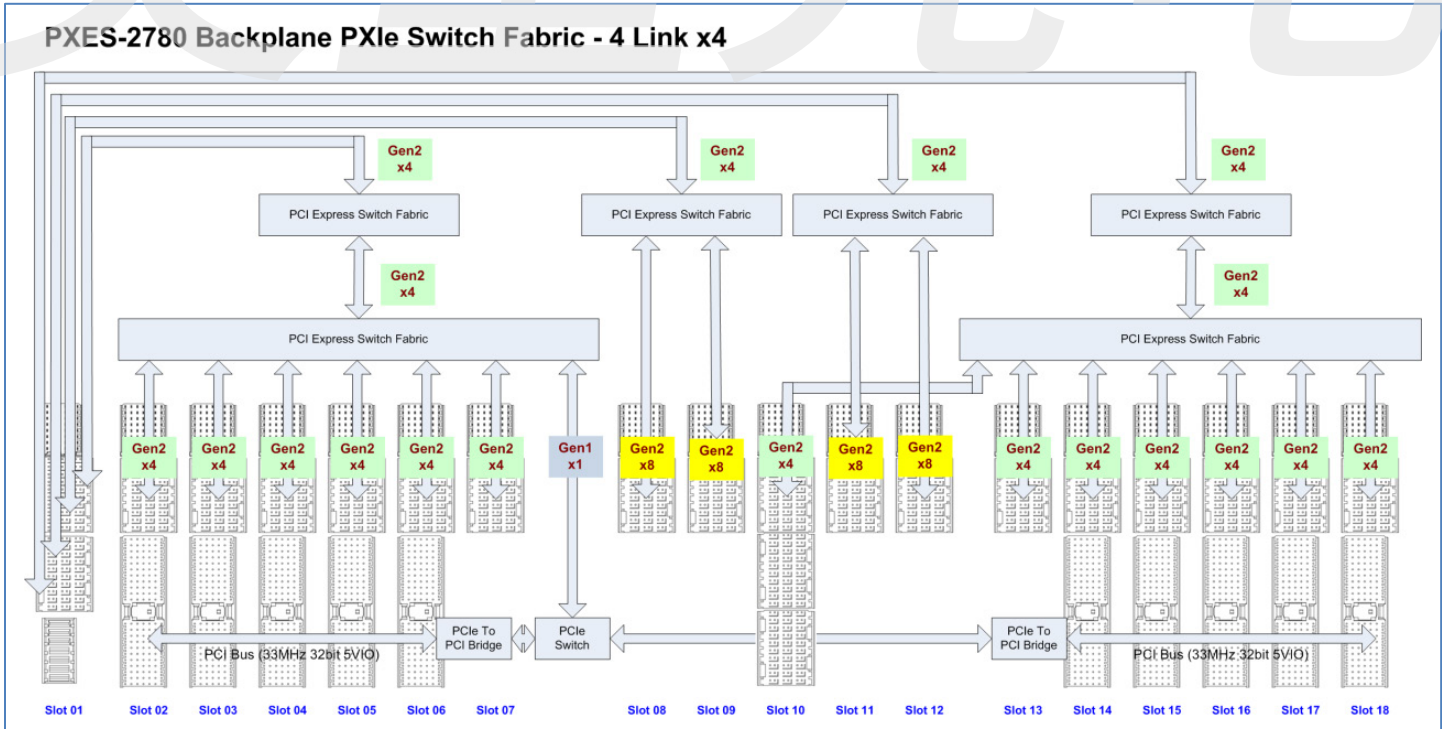 PXES-2780 Backplane PXIe Switch Fabric - 4 Link x4
Gen2
x4
Gen2
x4
Gen2
x4
Gen2
x4
PCI Express Switch Fabric
PCI Express Switch Fabric
PCI Express Switch Fabric
PCI Express Switch Fabric
Gen2
x4
Gen2
x4
PCI Express Switch Fabric
PCI Express Switch Fabric
Gen2
x4
Gen2
x4
Gen2
x4
Gen2
x4
Gen2
x4
Gen2
x4
Gen1
x1
Gen2
x8
Gen2
x8
Gen2
x4
Gen2
x8
Gen2
x8
Gen2
x4
Gen2
x4
Gen2
x4
Gen2
x4
Gen2
x4
Gen2
x4
PCI Bus (33MHz 32bit 5VIO)
PCIe To
PCI Bridge
PCIe
Switch
PCIe To
PCI Bridge
PCI Bus (33MHz 32bit 5VIO)
Slot 01 Slot 02 Slot 03 Slot 04 Slot 05 Slot 06 Slot 07 Slot 08 Slot 09 Slot 10 Slot 11 Slot 12 Slot 13 Slot 14 Slot 15 Slot 16 Slot 17 Slot 18